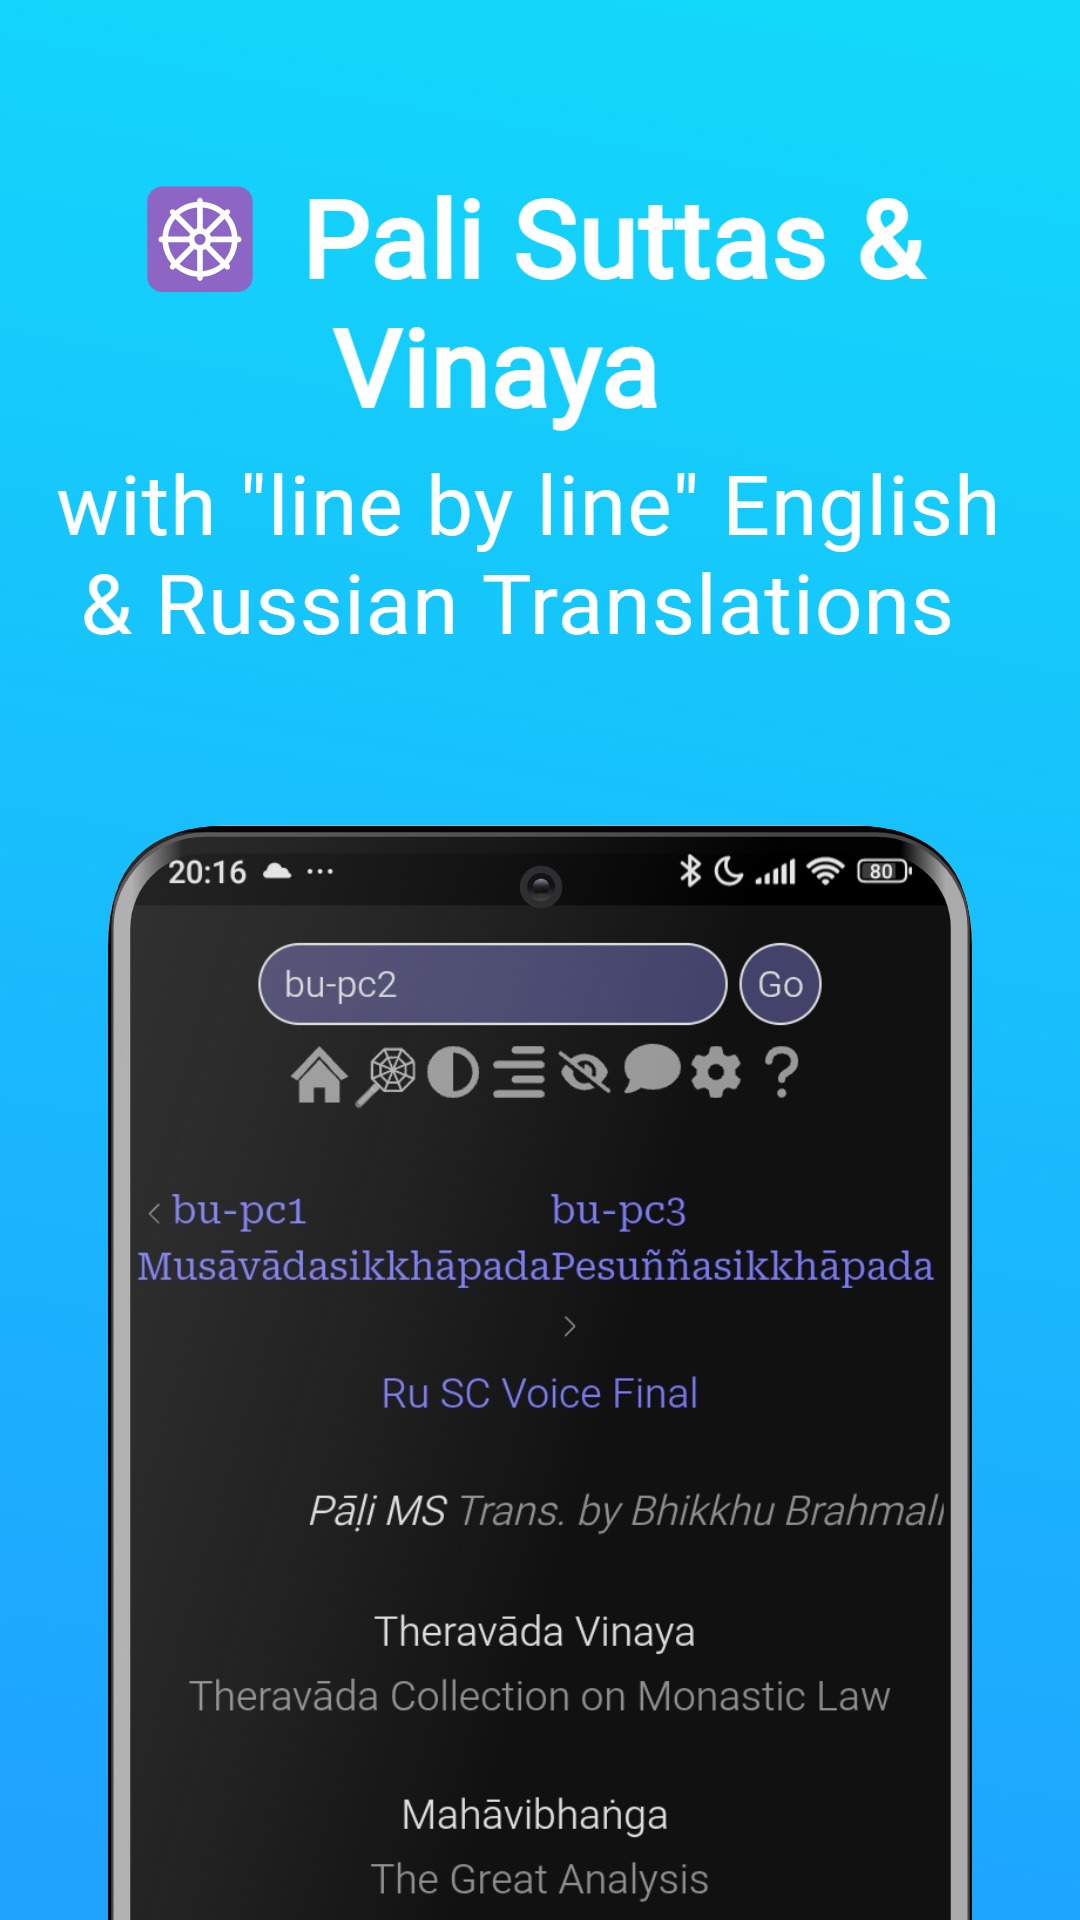 Pali Suttas &
Vinaya
with "line by line" English
& Russian Translations
20:16 ... 80
bu-pc2 Go
‹ bu-pc1 bu-pc3
Musāvādasikkhāpada Pesuññasikkhāpada
›
Ru SC Voice Final
Pāḷi MS Trans. by Bhikkhu Brahmali
Theravāda Vinaya
Theravāda Collection on Monastic Law
Mahāvibhaṅga
The Great Analysis